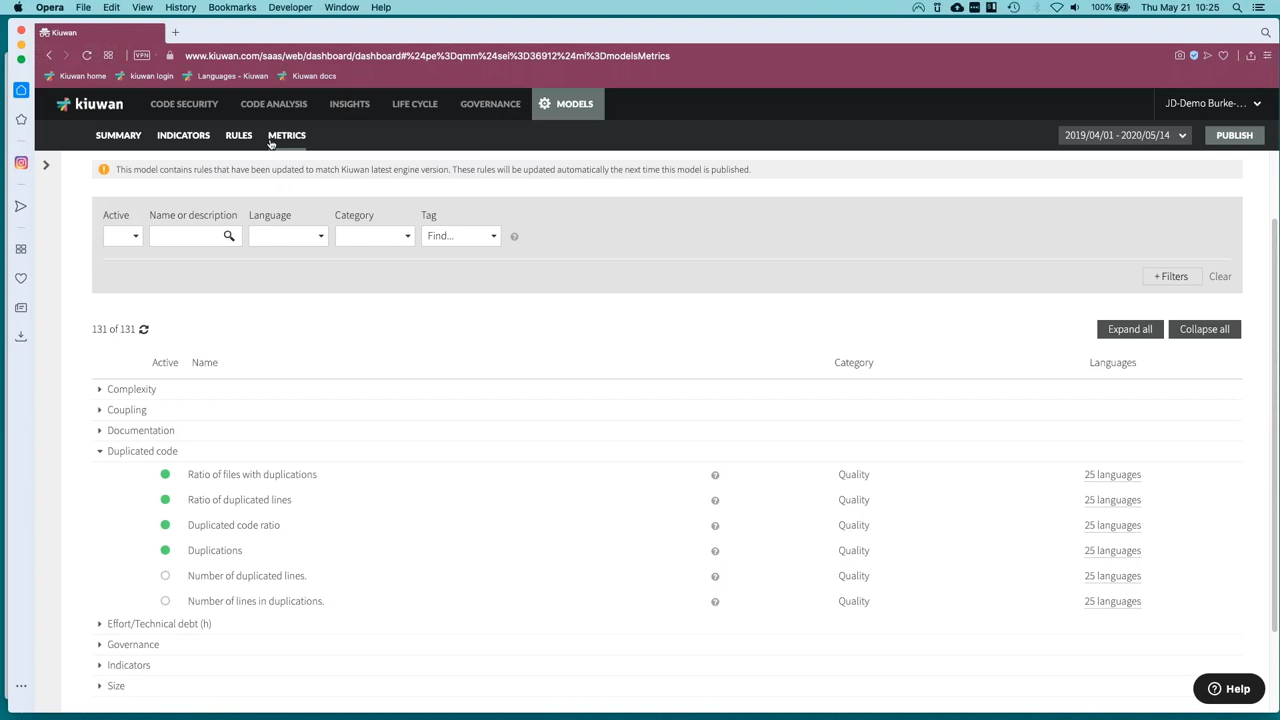 Opera File Edit View History Bookmarks Developer Window Help 100% Thu May 21 10:25
Kiuwan
VPN www.kiuwan.com/saas/web/dashboard/dashboard#%24pe%3Dqmm%24sei%3D36912%24mi%3DmodelsMetrics
Kiuwan home kiuwan login Languages – Kiuwan Kiuwan docs
kiuwan CODE SECURITY CODE ANALYSIS INSIGHTS LIFE CYCLE GOVERNANCE MODELS JD-Demo Burke-...
SUMMARY INDICATORS RULES METRICS 2019/04/01 - 2020/05/14 PUBLISH
This model contains rules that have been updated to match Kiuwan latest engine version. These rules will be updated automatically the next time this model is published.
Active Name or description Language Category Tag
Find...
+ Filters Clear
131 of 131 Expand all Collapse all
Active Name Category Languages
Complexity
Coupling
Documentation
Duplicated code
Ratio of files with duplications Quality 25 languages
Ratio of duplicated lines Quality 25 languages
Duplicated code ratio Quality 25 languages
Duplications Quality 25 languages
Number of duplicated lines. Quality 25 languages
Number of lines in duplications. Quality 25 languages
Effort/Technical debt (h)
Governance
Indicators
Size
Help